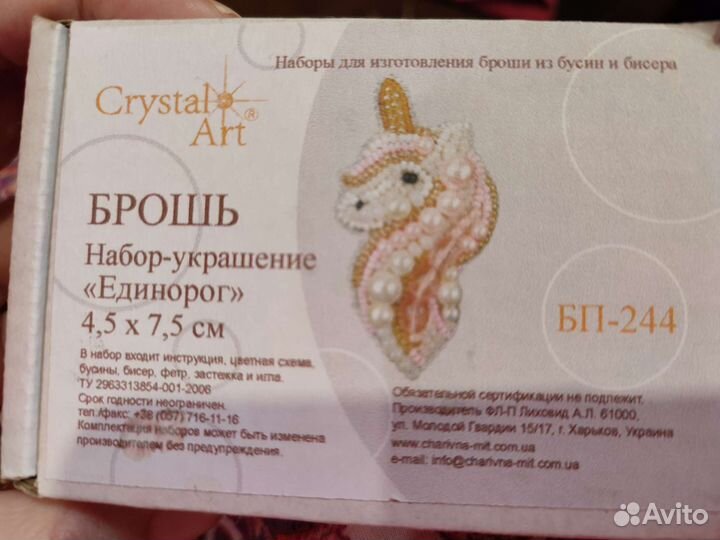 Наборы для изготовления броши из бусин и бисера
Crystal
Art®
БРОШЬ
Набор-украшение
«Единорог»
4,5 х 7,5 см
БП-244
В набор входит инструкция, цветная схема,
бусины, бисер, фетр, застежка и игла.
ТУ 2963313854-001-2006
Срок годности неограничен.
тел./факс: +38 (057) 716-11-16
Комплектация наборов может быть изменена
производителем без предупреждения.
Обязательной сертификации не подлежит.
Производитель ФЛ-П Лиховид А.Л. 61000,
ул. Молодой Гвардии 15/17, г. Харьков, Украина
www.charivna-mit.com.ua
e-mail: info@charivna-mit.com.ua
Avito